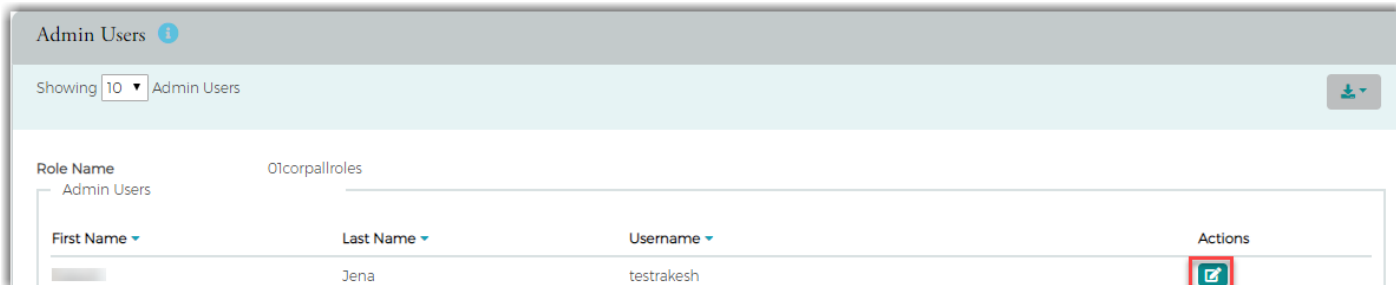 Admin Users
Showing 10 Admin Users
Role Name 01corpallroles
Admin Users
First Name Last Name Username Actions
Jena testrakesh